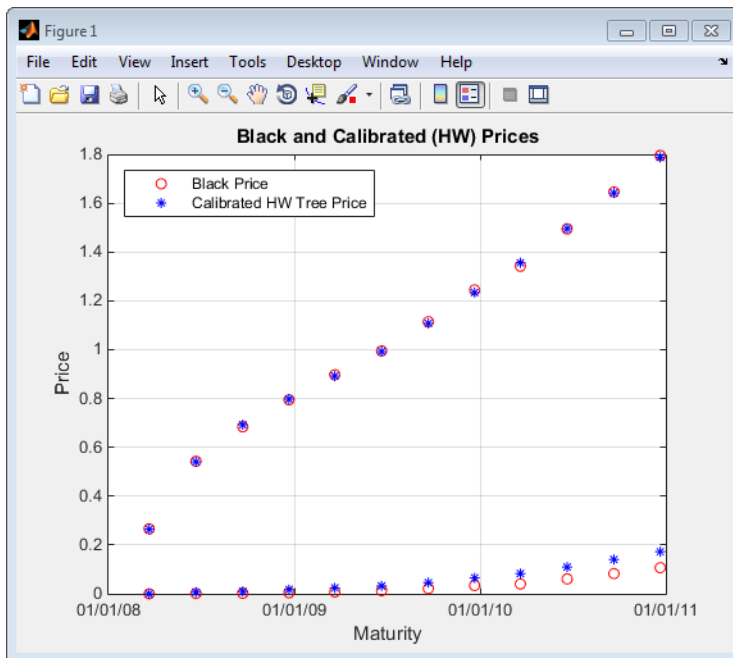 Figure 1
File Edit View Insert Tools Desktop Window Help
Black and Calibrated (HW) Prices
1.8
1.6
1.4
1.2
1
0.8
0.6
0.4
0.2
0
Price
Black Price
Calibrated HW Tree Price
01/01/08 01/01/09 01/01/10 01/01/11
Maturity